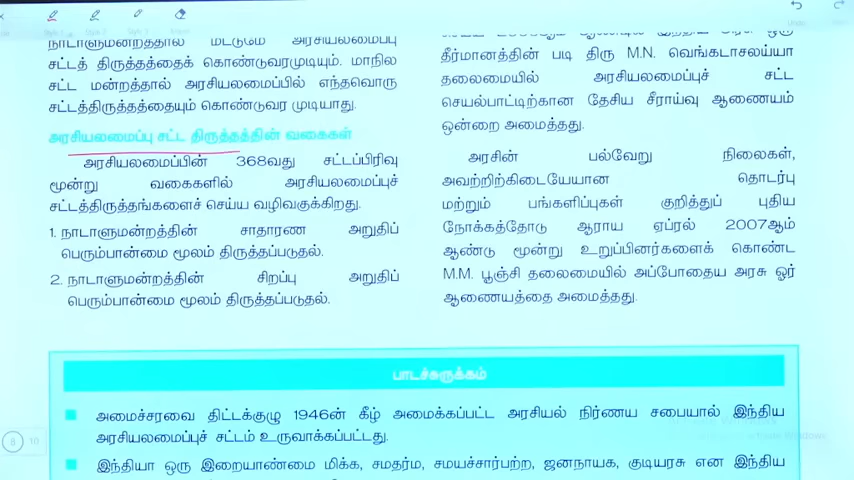 நாடாளுமன்றத்தால் மட்டுமே அரசியலமைப்பு
சட்டத் திருத்தத்தைக் கொண்டுவரமுடியும். மாநில
சட்ட மன்றத்தால் அரசியலமைப்பில் எந்தவொரு
சட்டத்திருத்தத்தையும் கொண்டுவர முடியாது.
அரசியலமைப்பு சட்ட திருத்தத்தின் வகைகள்
அரசியலமைப்பின் 368வது சட்டப்பிரிவு
மூன்று வகைகளில் அரசியலமைப்புச்
சட்டத்திருத்தங்களைச் செய்ய வழிவகுக்கிறது.
1. நாடாளுமன்றத்தின் சாதாரண அறுதிப்
பெரும்பான்மை மூலம் திருத்தப்படுதல்.
2. நாடாளுமன்றத்தின் சிறப்பு அறுதிப்
பெரும்பான்மை மூலம் திருத்தப்படுதல்.
தீர்மானத்தின் படி திரு M.N. வெங்கடாசலய்யா
தலைமையில் அரசியலமைப்புச் சட்ட
செயல்பாட்டிற்கான தேசிய சீராய்வு ஆணையம்
ஒன்றை அமைத்தது.
அரசின் பல்வேறு நிலைகள்,
அவற்றிற்கிடையேயான தொடர்பு
மற்றும் பங்களிப்புகள் குறித்துப் புதிய
நோக்கத்தோடு ஆராய ஏப்ரல் 2007ஆம்
ஆண்டு மூன்று உறுப்பினர்களைக் கொண்ட
M.M. பூஞ்சி தலைமையில் அப்போதைய அரசு ஓர்
ஆணையத்தை அமைத்தது.
பாடச்சுருக்கம்
அமைச்சரவை திட்டக்குழு 1946ன் கீழ் அமைக்கப்பட்ட அரசியல் நிர்ணய சபையால் இந்திய
அரசியலமைப்புச் சட்டம் உருவாக்கப்பட்டது.
இந்தியா ஒரு இறையாண்மை மிக்க, சமதர்ம, சமயச்சார்பற்ற, ஜனநாயக, குடியரசு என இந்திய